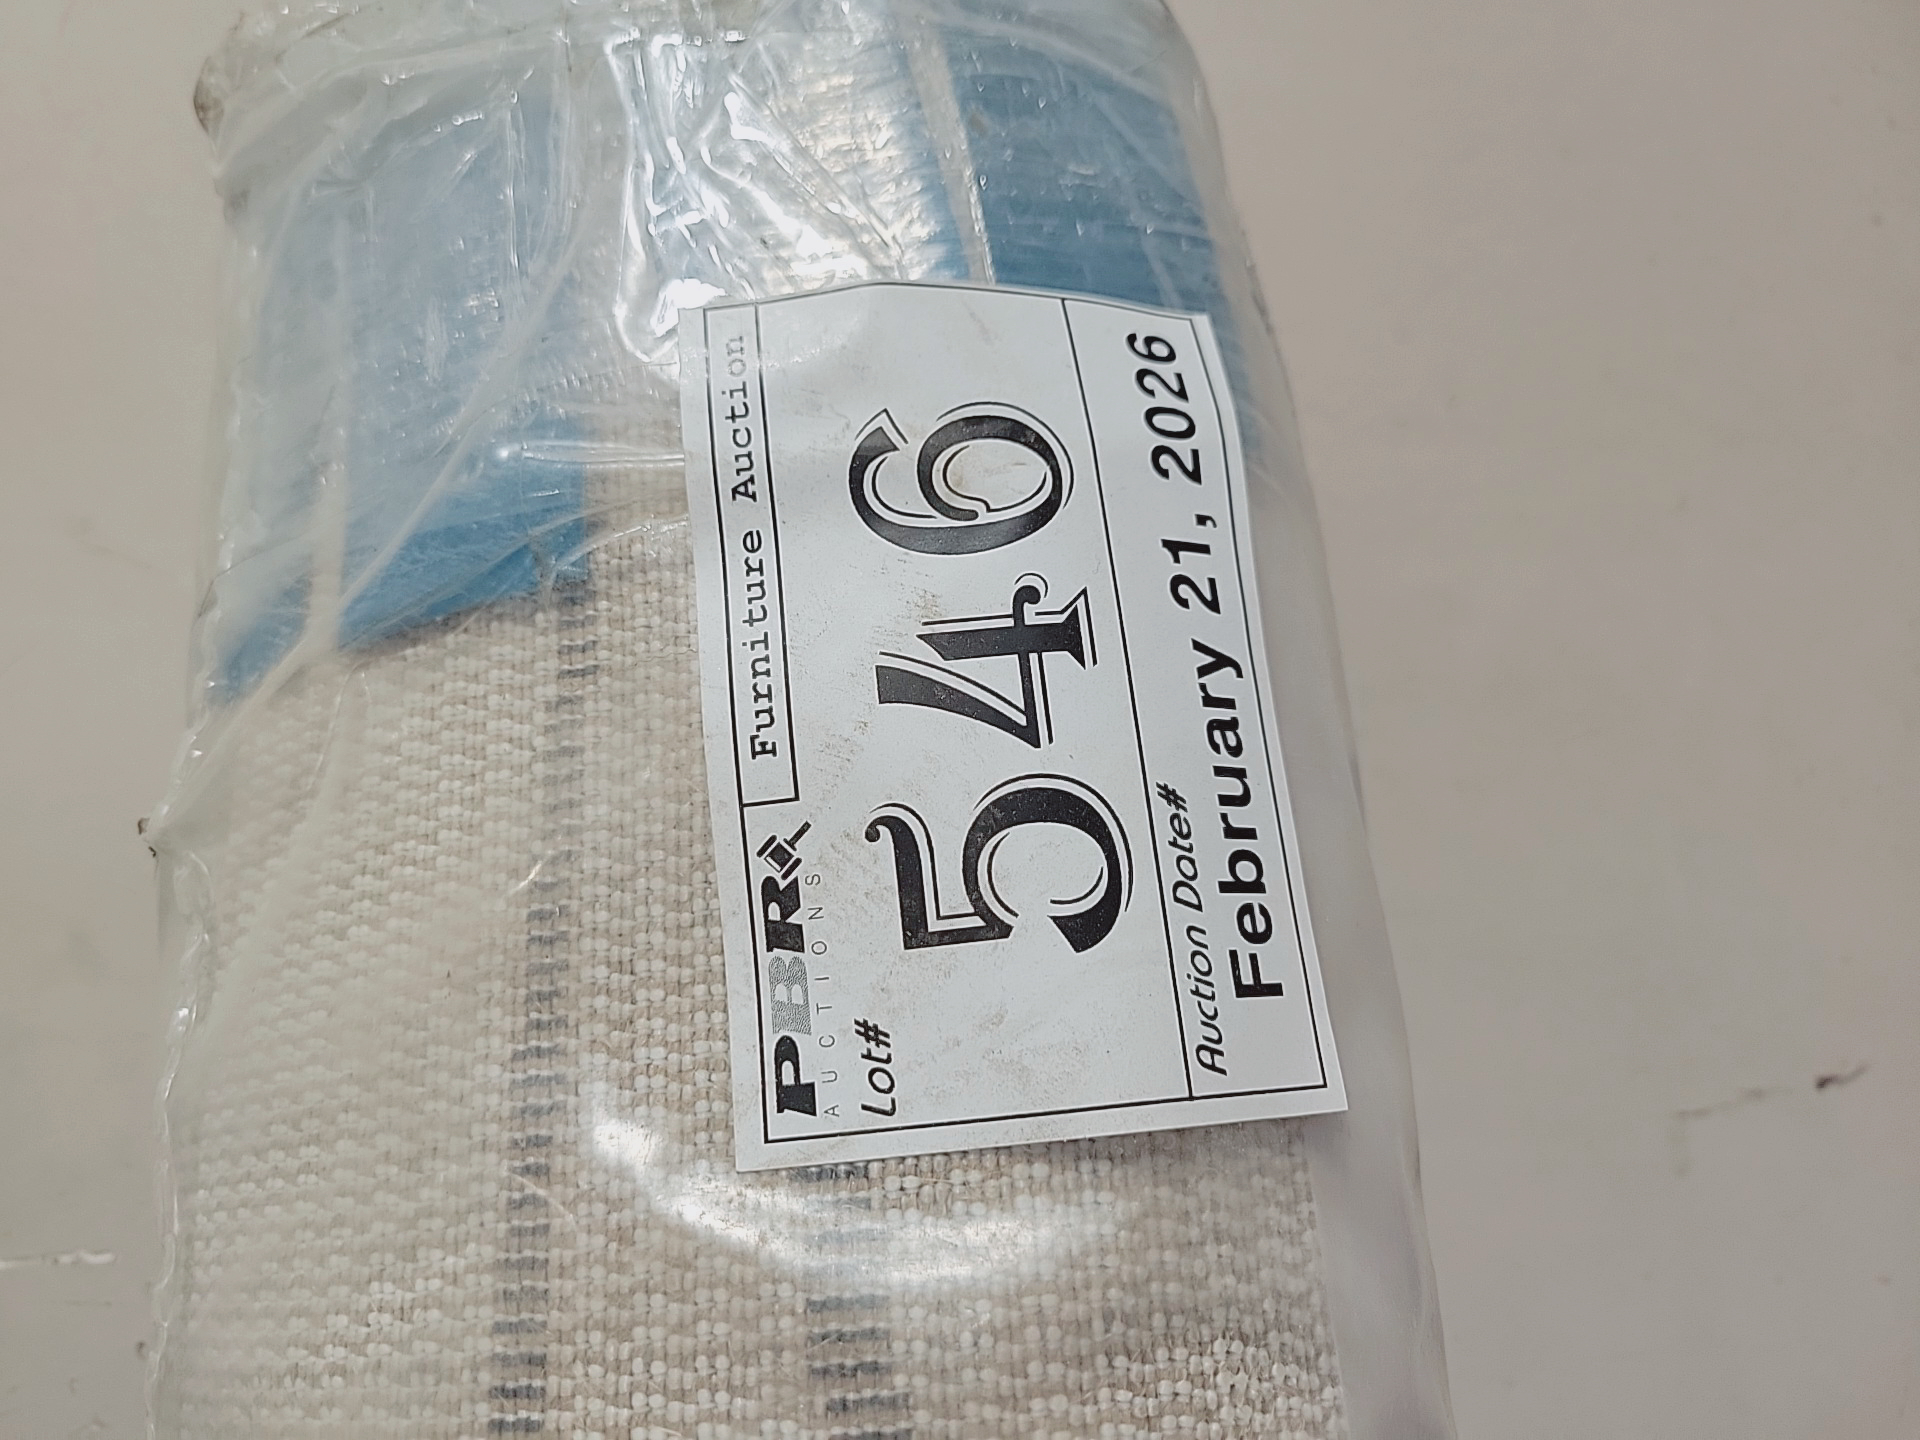 PBR
AUCTIONS
Furniture Auction
Lot#
546
Auction Date#
February 21, 2026